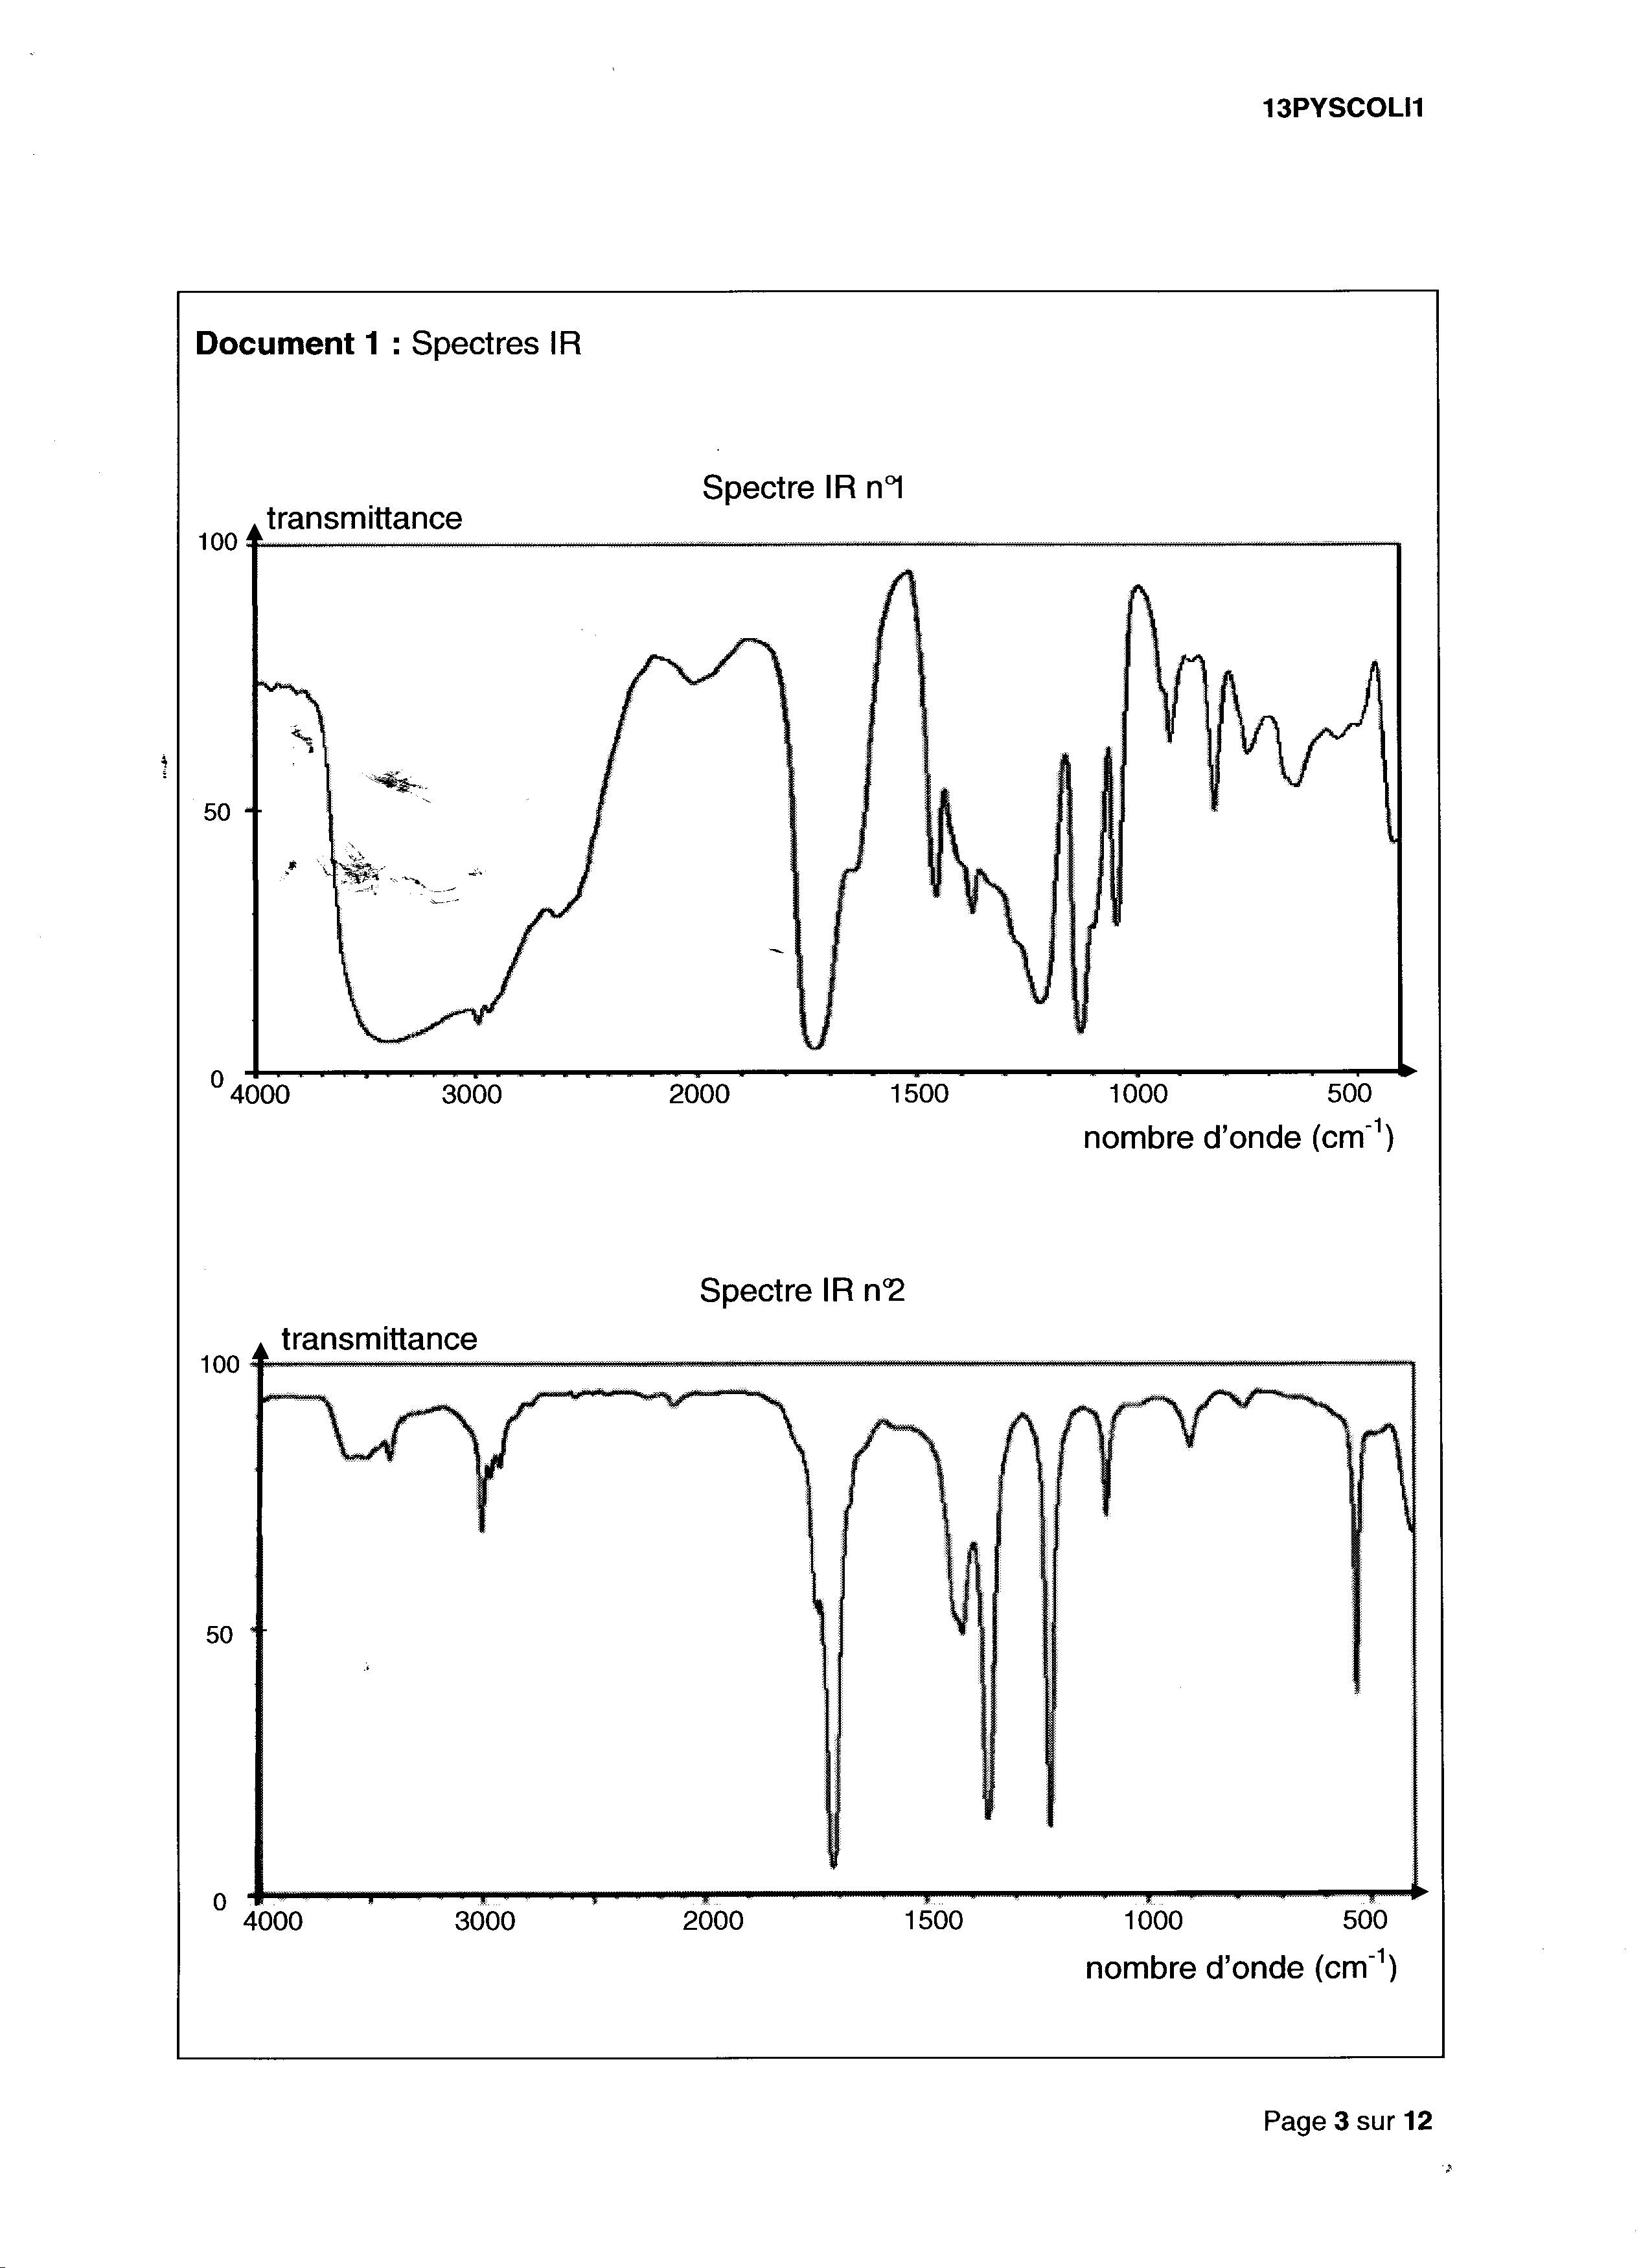 13PYSCOLI1
Document 1 : Spectres IR
Spectre IR n°1
transmittance
100
50
0
4000 3000 2000 1500 1000 500
nombre d'onde (cm-1)
Spectre IR n°2
transmittance
100
50
0
4000 3000 2000 1500 1000 500
nombre d'onde (cm-1)
Page 3 sur 12